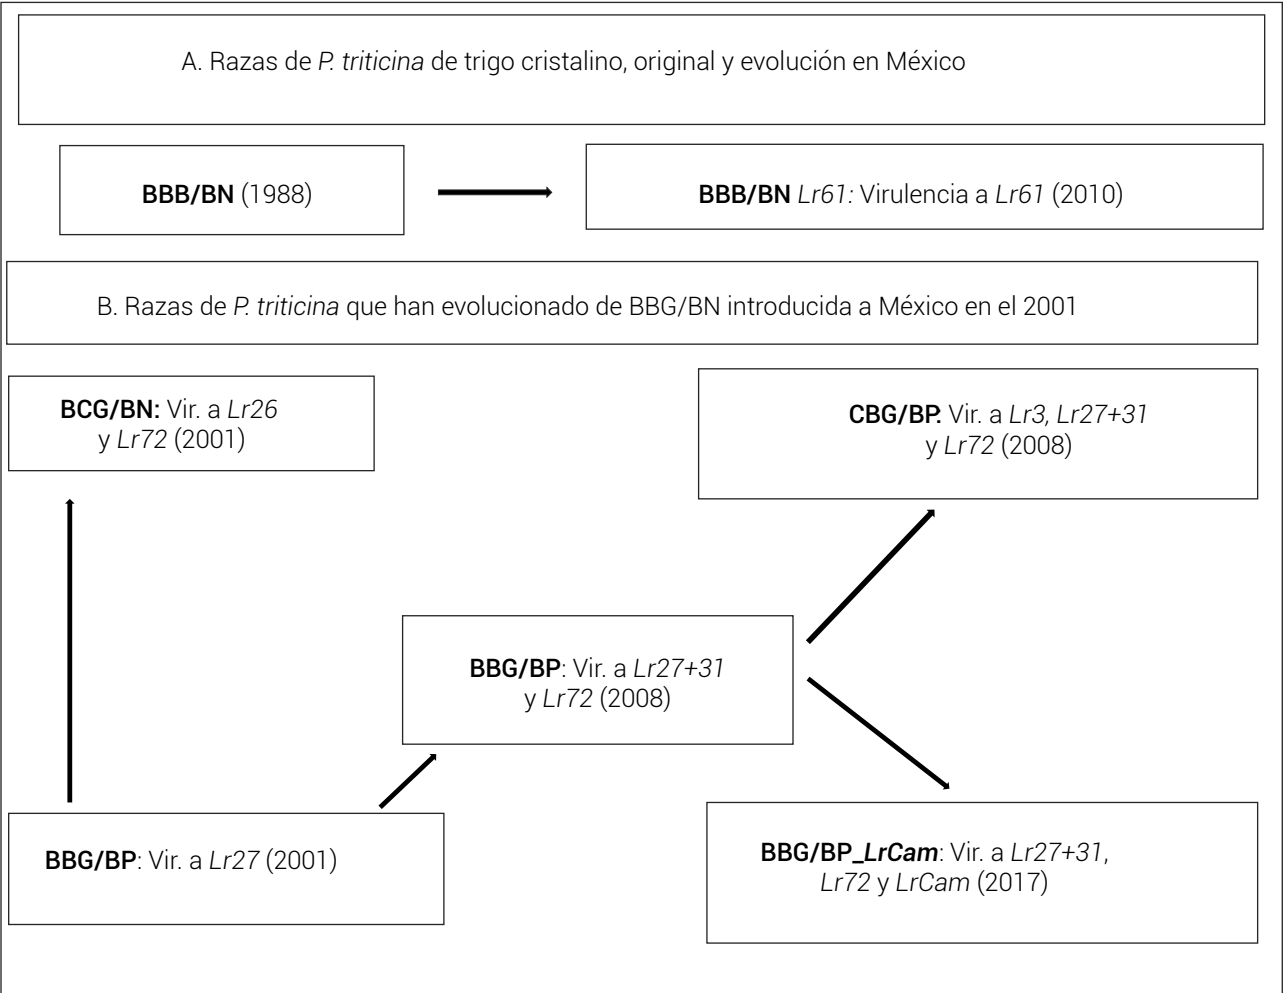 A. Razas de P. triticina de trigo cristalino, original y evolución en México
BBB/BN (1988)
BBB/BN Lr61: Virulencia a Lr61 (2010)
B. Razas de P. triticina que han evolucionado de BBG/BN introducida a México en el 2001
BCG/BN: Vir. a Lr26
y Lr72 (2001)
CBG/BP: Vir. a Lr3, Lr27+31
y Lr72 (2008)
BBG/BP: Vir. a Lr27+31
y Lr72 (2008)
BBG/BP: Vir. a Lr27 (2001)
BBG/BP_LrCam: Vir. a Lr27+31,
Lr72 y LrCam (2017)